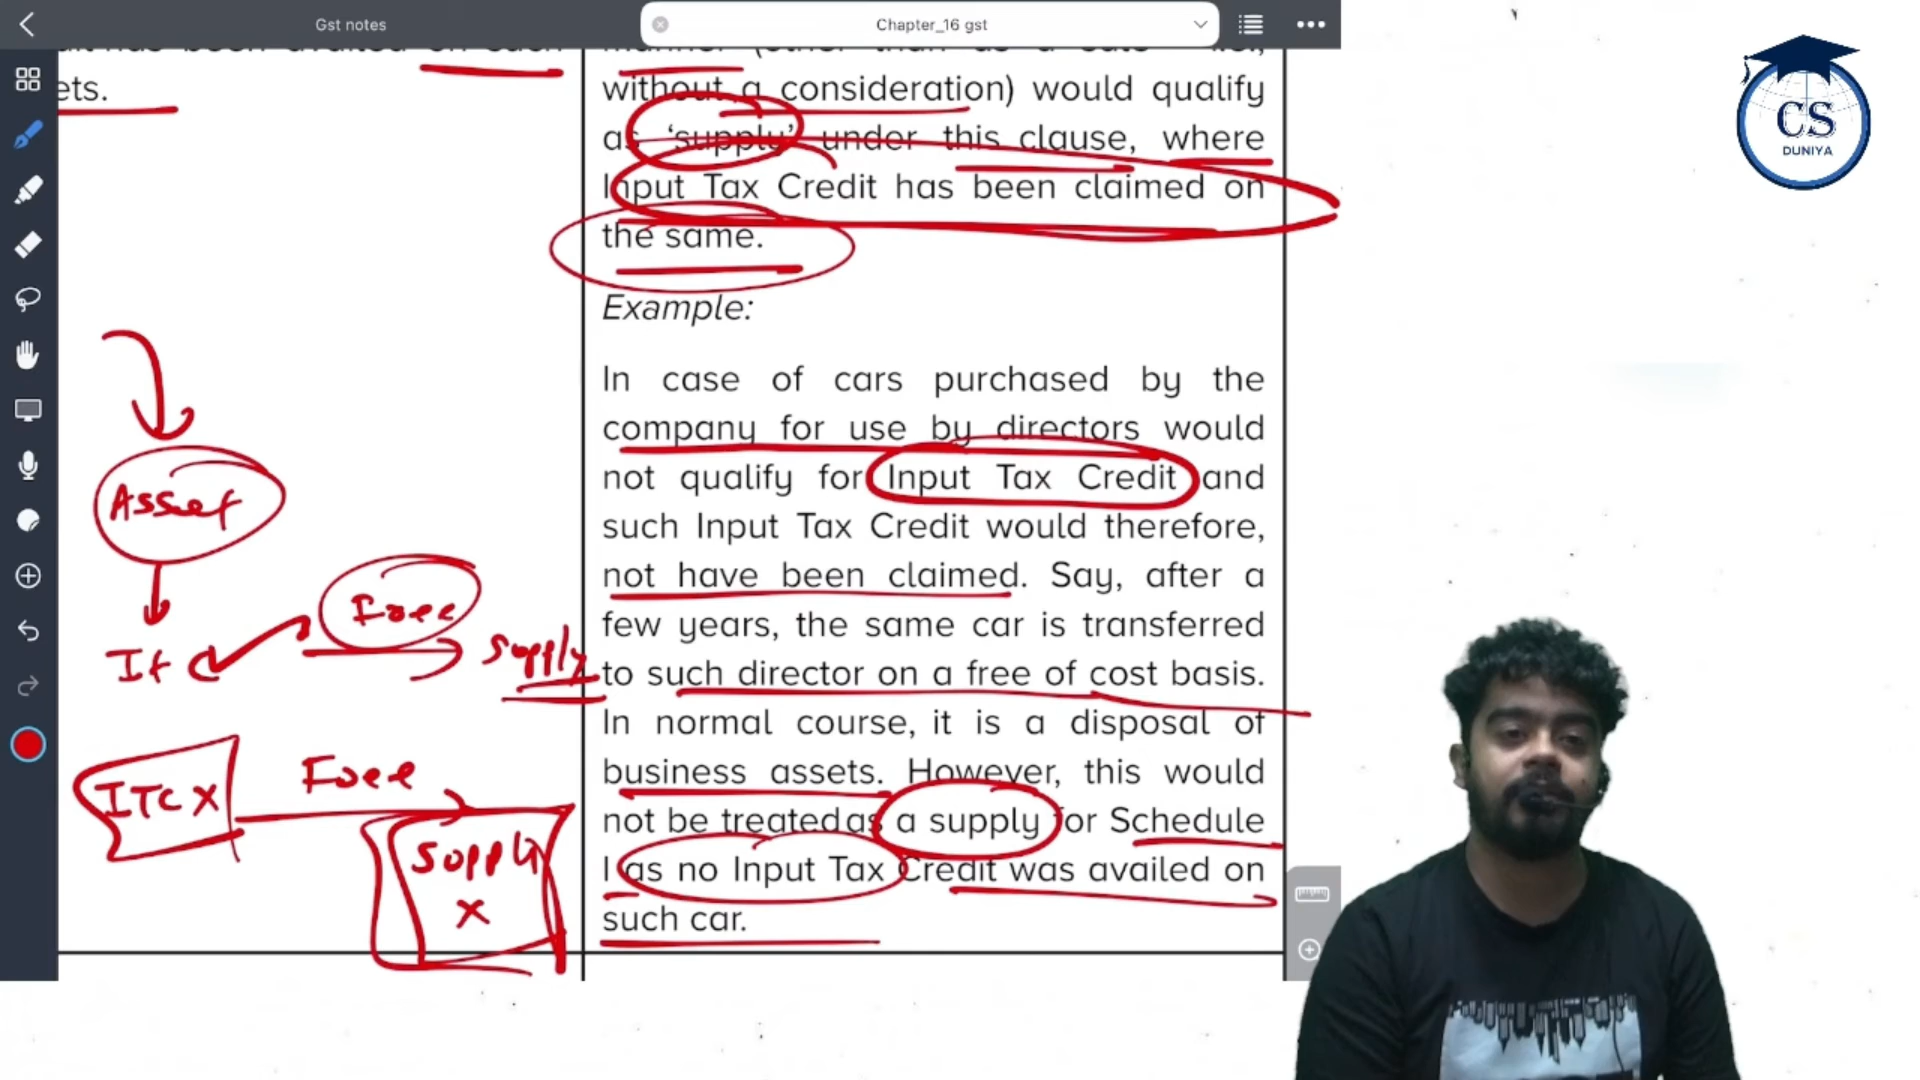 Gst notes
Chapter_16 gst
CS
DUNIYA
ets.
without a consideration) would qualify
as ‘supply’ under this clause, where
Input Tax Credit has been claimed on
the same.
Example:
In case of cars purchased by the
company for use by directors would
not qualify for Input Tax Credit and
such Input Tax Credit would therefore,
not have been claimed. Say, after a
few years, the same car is transferred
to such director on a free of cost basis.
In normal course, it is a disposal of
business assets. However, this would
not be treated as a supply for Schedule
I as no Input Tax Credit was availed on
such car.
Asset
Free
It
supply
ITC X
Free
supply
X